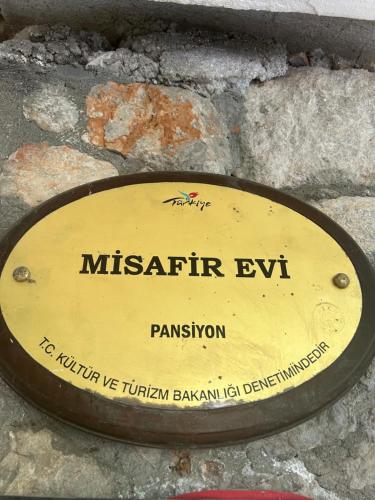 Türkiye
MİSAFİR EVİ
PANSİYON
T.C. KÜLTÜR VE TURİZM BAKANLIĞI DENETİMİNDEDİR